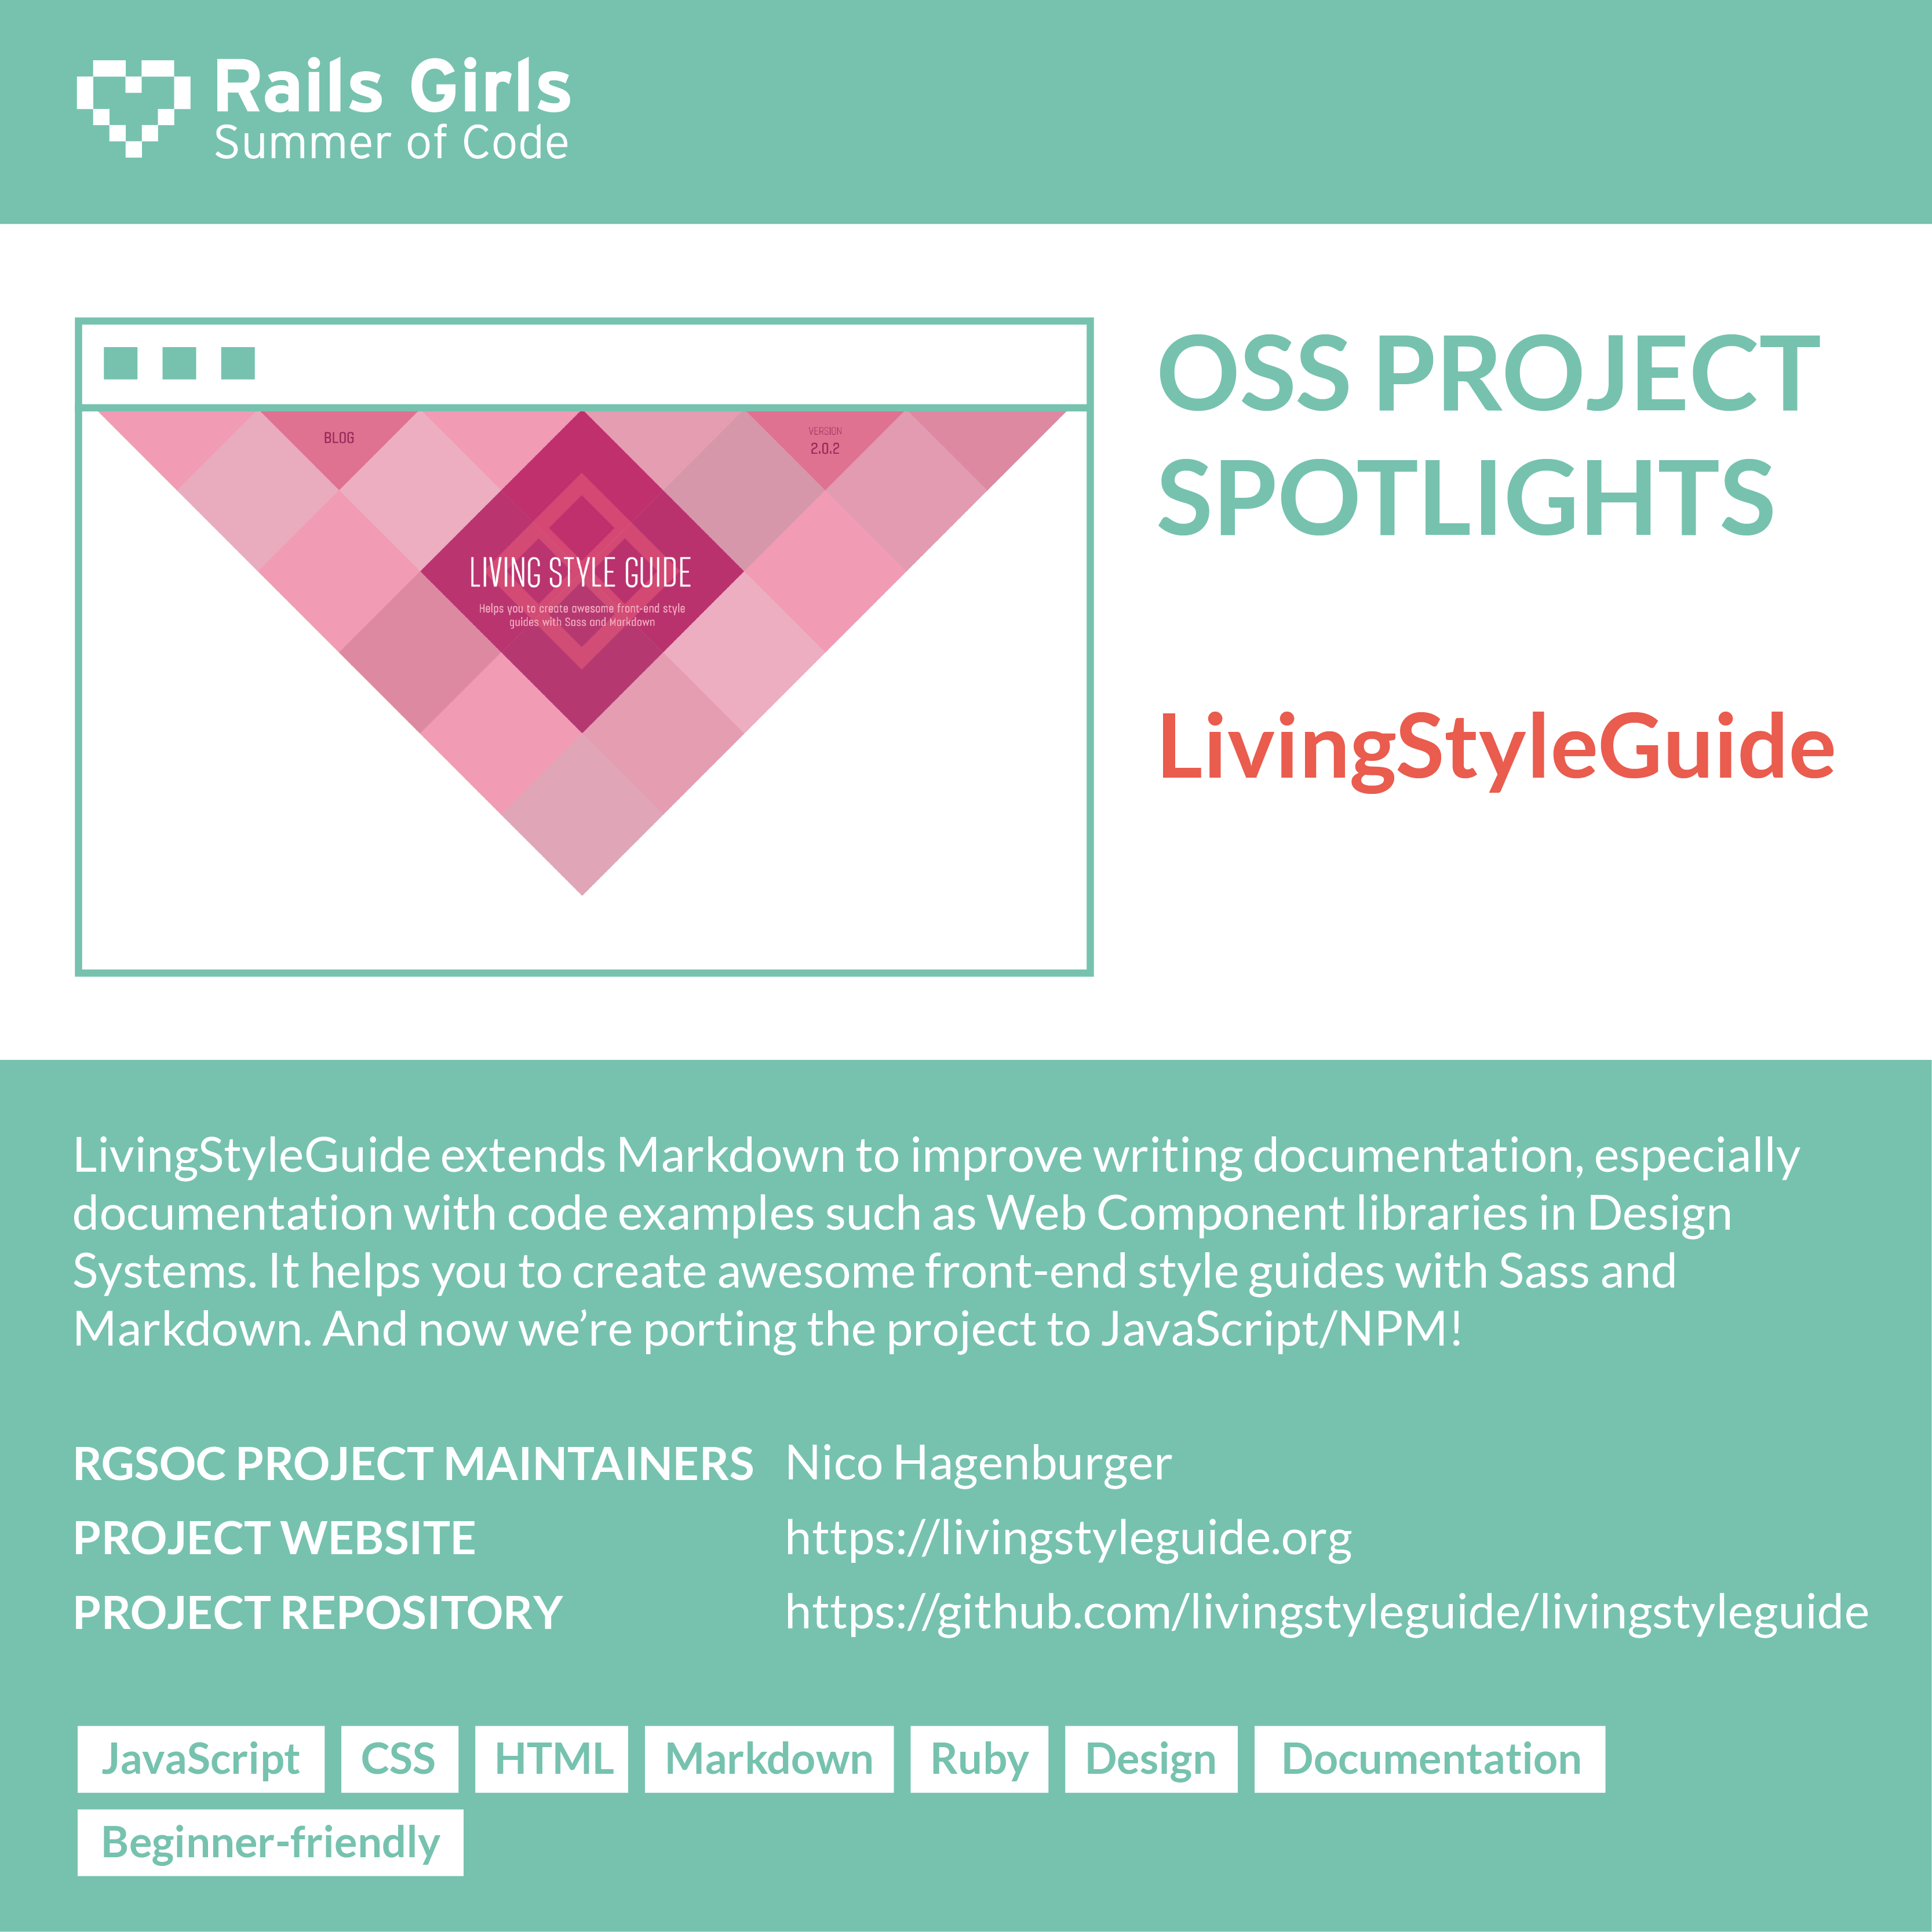 Rails Girls
Summer of Code
OSS PROJECT
SPOTLIGHTS
LivingStyleGuide
BLOG
VERSION
2.0.2
LIVING STYLE GUIDE
Helps you to create awesome front-end style
guides with Sass and Markdown
LivingStyleGuide extends Markdown to improve writing documentation, especially
documentation with code examples such as Web Component libraries in Design
Systems. It helps you to create awesome front-end style guides with Sass and
Markdown. And now we’re porting the project to JavaScript/NPM!
RGSOC PROJECT MAINTAINERS Nico Hagenburger
PROJECT WEBSITE https://livingstyleguide.org
PROJECT REPOSITORY https://github.com/livingstyleguide/livingstyleguide
JavaScript CSS HTML Markdown Ruby Design Documentation
Beginner-friendly